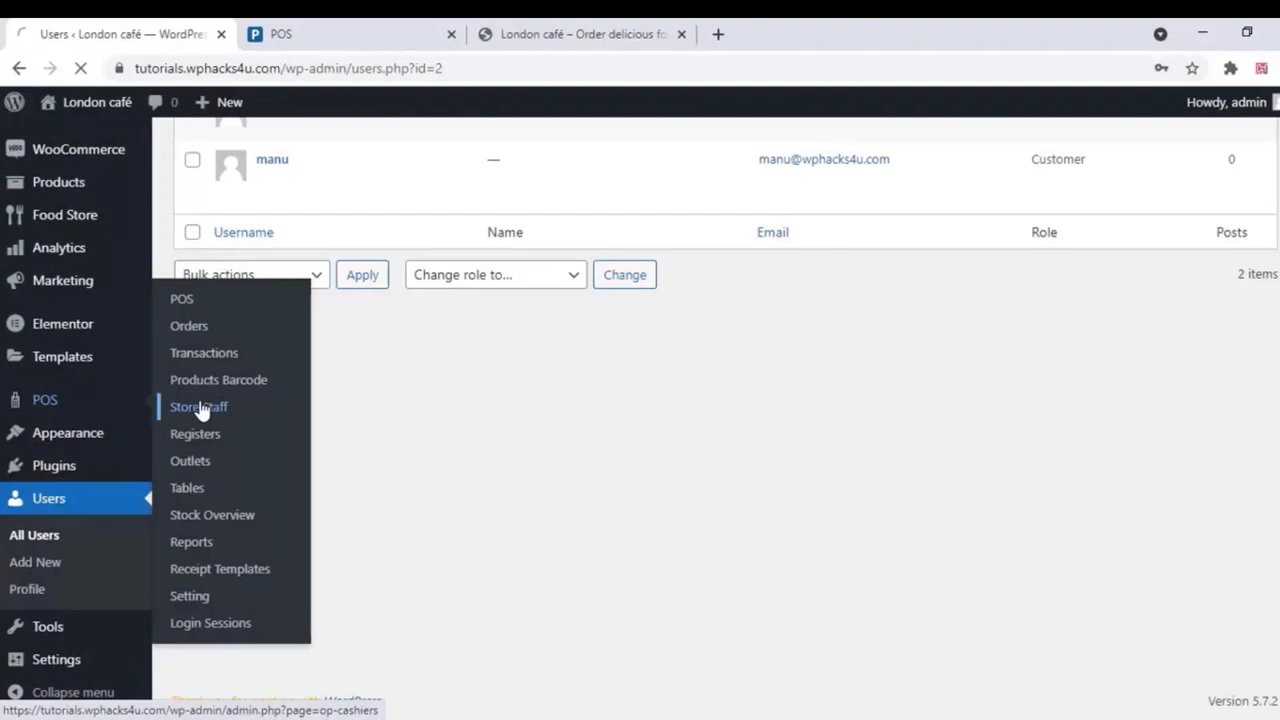 Users ‹ London café — WordPre
POS
London café – Order delicious fo
tutorials.wphacks4u.com/wp-admin/users.php?id=2
London café 0 New
Howdy, admin
WooCommerce
Products
Food Store
Analytics
Marketing
Elementor
Templates
POS
Appearance
Plugins
Users
All Users
Add New
Profile
Tools
Settings
Collapse menu
manu — manu@wphacks4u.com Customer 0
Username Name Email Role Posts
Bulk actions Apply Change role to... Change 2 items
POS
Orders
Transactions
Products Barcode
Store
Registers
Outlets
Tables
Stock Overview
Reports
Receipt Templates
Setting
Login Sessions
WordPress
Version 5.7.2
https://tutorials.wphacks4u.com/wp-admin/admin.php?page=op-cashiers